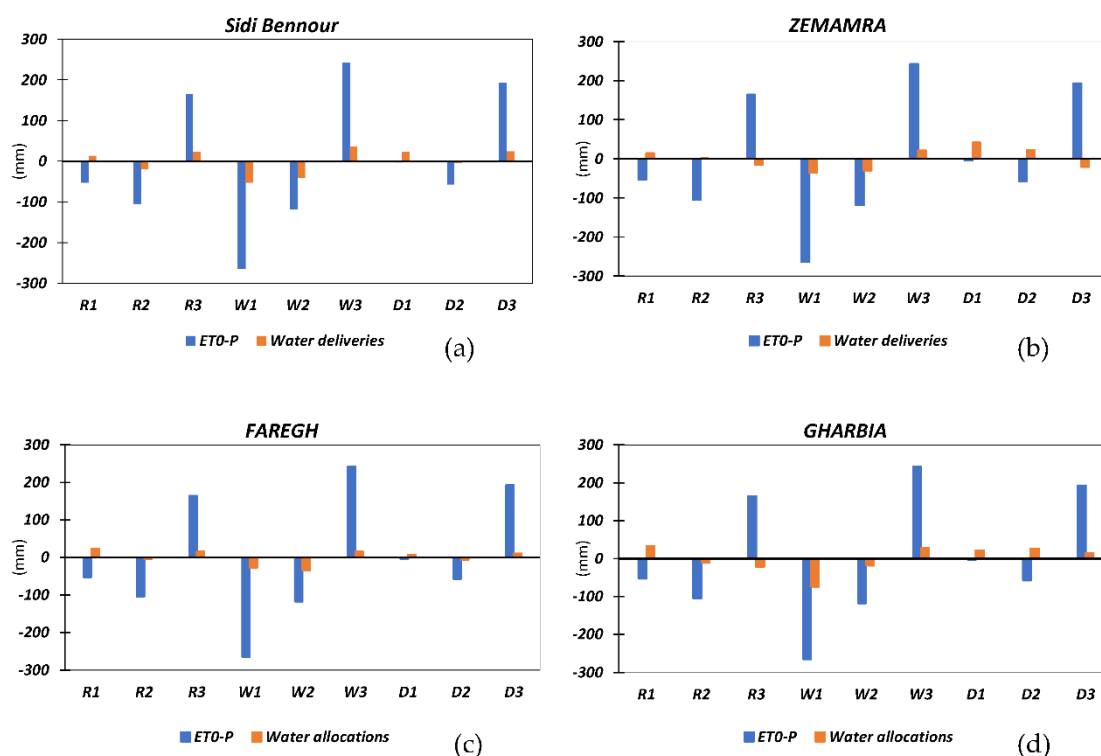 Sidi Bennour
300
200
100
0
-100
-200
-300
(mm)
R1 R2 R3 W1 W2 W3 D1 D2 D3
ET0-P Water deliveries
(a)
ZEMAMRA
300
200
100
0
-100
-200
-300
(mm)
R1 R2 R3 W1 W2 W3 D1 D2 D3
ET0-P Water deliveries
(b)
FAREGH
300
200
100
0
-100
-200
-300
(mm)
R1 R2 R3 W1 W2 W3 D1 D2 D3
ET0-P Water allocations
(c)
GHARBIA
300
200
100
0
-100
-200
-300
(mm)
R1 R2 R3 W1 W2 W3 D1 D2 D3
ET0-P Water allocations
(d)